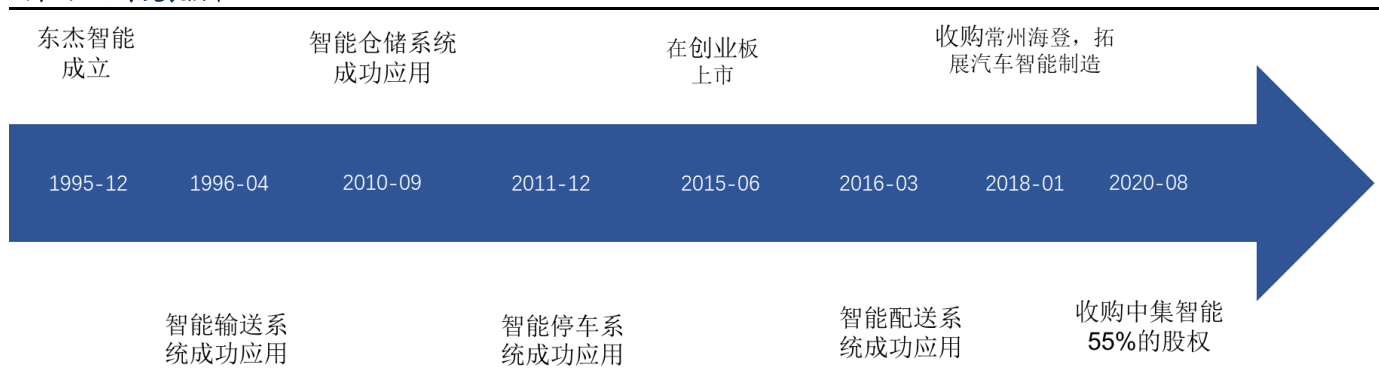 东杰智能
成立
智能仓储系统
成功应用
在创业板
上市
收购常州海登，拓
展汽车智能制造
1995-12
1996-04
2010-09
2011-12
2015-06
2016-03
2018-01
2020-08
智能输送系
统成功应用
智能停车系
统成功应用
智能配送系
统成功应用
收购中集智能
55%的股权